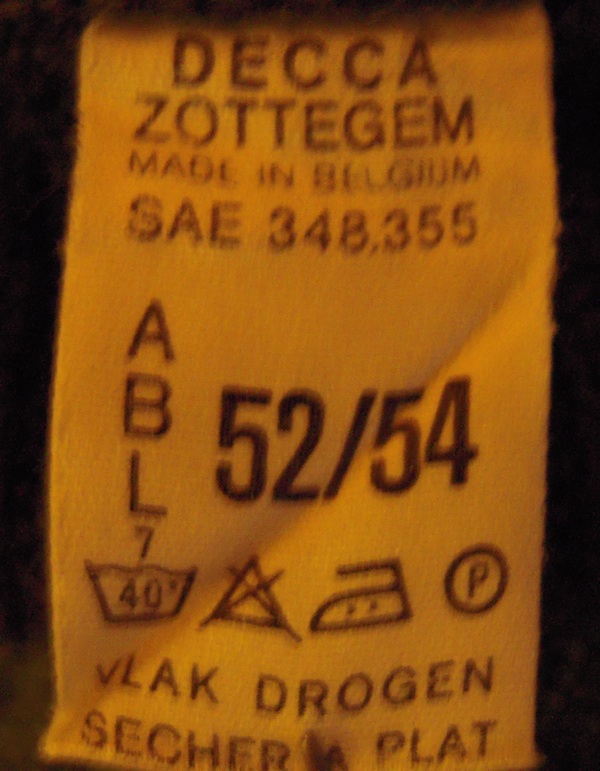 DECCA
ZOTTEGEM
MADE IN BELGIUM
SAE 348.355
A
B
L
52/54
7
40°
P
VLAK DROGEN
SECHER A PLAT